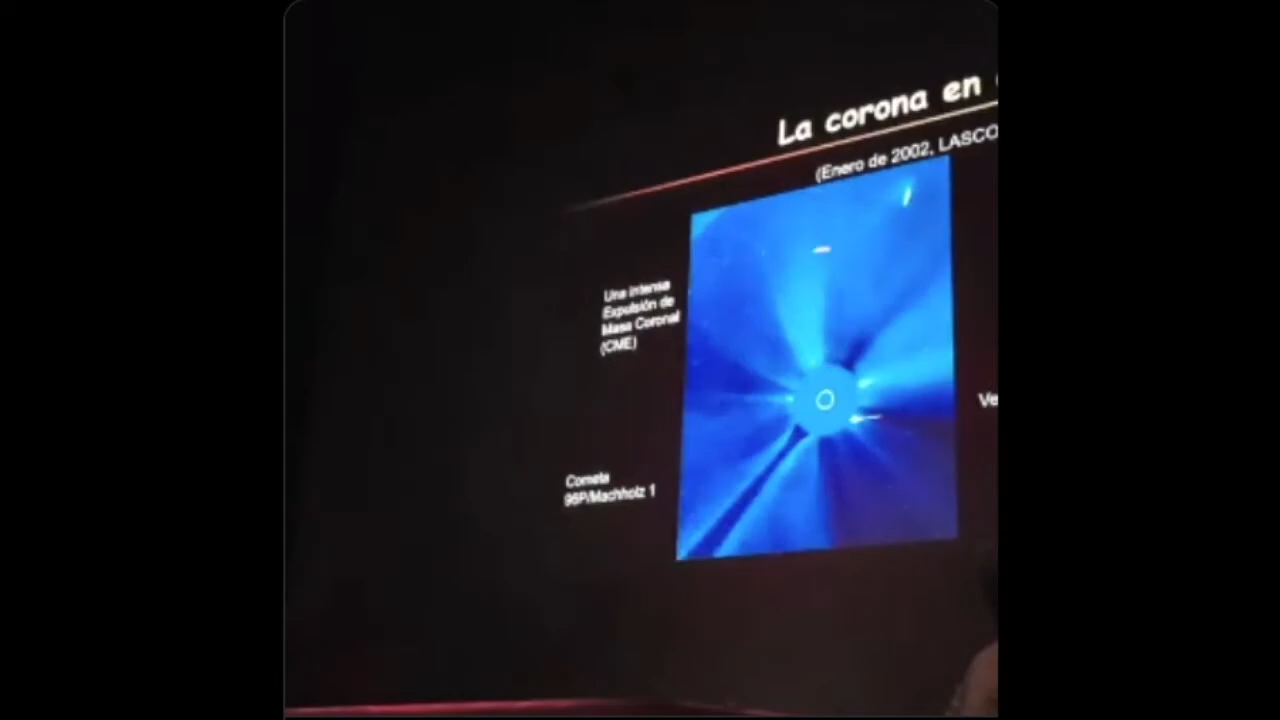 La corona en
(Enero de 2002, LASCO
Una intensa
Expulsión de
Masa Coronal
(CME)
Ve
Cometa
96P/Machholz 1